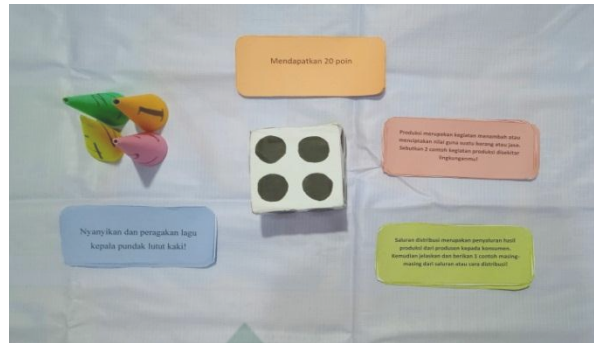 Mendapatkan 20 poin
Produksi merupakan kegiatan menambah atau
menciptakan nilai guna suatu barang atau jasa.
Sebutkan 2 contoh kegiatan produksi disekitar
lingkunganmu!
Nyanyikan dan peragakan lagu
kepala pundak lutut kaki!
Saluran distribusi merupakan penyaluran hasil
produksi dari produsen kepada konsumen.
Kemudian jelaskan dan berikan 1 contoh masing-
masing dari saluran atau cara distribusi!